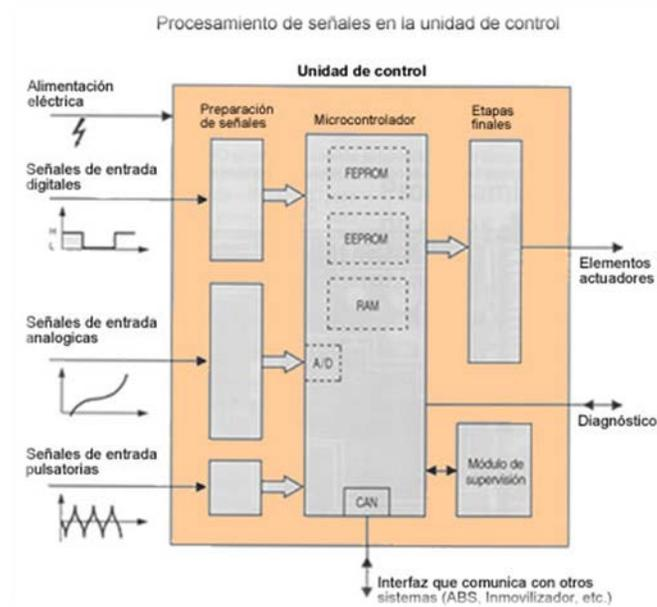 Procesamiento de señales en la unidad de control
Unidad de control
Alimentación
eléctrica
Preparación
de señales
Microcontrolador
Etapas
finales
FEPROM
Señales de entrada
digitales
H
L
EEPROM
Elementos
actuadores
RAM
Señales de entrada
analogicas
A/D
Diagnóstico
Señales de entrada
pulsatorias
Módulo de
supervisión
CAN
Interfaz que comunica con otros
sistemas (ABS, Inmovilizador, etc.)